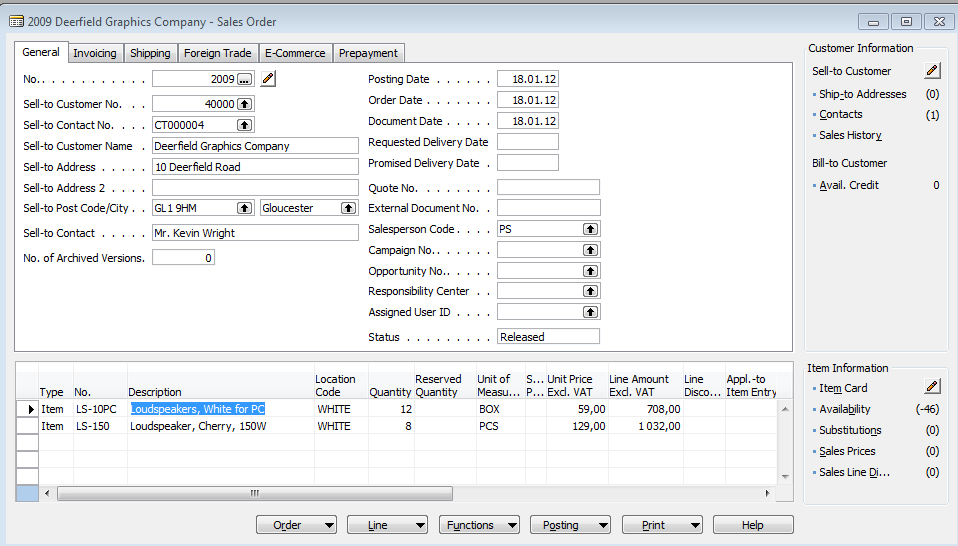 2009 Deerfield Graphics Company - Sales Order
General Invoicing Shipping Foreign Trade E-Commerce Prepayment
No. . . . . . . . . . . . 2009 ...
Sell-to Customer No. . . . 40000
Sell-to Contact No. . . . . CT000004
Sell-to Customer Name . Deerfield Graphics Company
Sell-to Address . . . . . 10 Deerfield Road
Sell-to Address 2 . . . .
Sell-to Post Code/City . . GL1 9HM Gloucester
Sell-to Contact . . . . . Mr. Kevin Wright
No. of Archived Versions. 0
Posting Date . . . . . . 18.01.12
Order Date . . . . . . . 18.01.12
Document Date . . . . . 18.01.12
Requested Delivery Date
Promised Delivery Date .
Quote No. . . . . . . .
External Document No. .
Salesperson Code . . . . PS
Campaign No. . . . . . .
Opportunity No. . . . . .
Responsibility Center . .
Assigned User ID . . . .
Status . . . . . . . . . Released
Customer Information
Sell-to Customer
Ship-to Addresses (0)
Contacts (1)
Sales History
Bill-to Customer
Avail. Credit 0
Type No. Description Location Code Quantity Reserved Quantity Unit of Measu... S... P... Unit Price Excl. VAT Line Amount Excl. VAT Line Disco... Appl.-to Item Entry
Item LS-10PC Loudspeakers, White for PC WHITE 12 BOX 59,00 708,00
Item LS-150 Loudspeaker, Cherry, 150W WHITE 8 PCS 129,00 1 032,00
Item Information
Item Card
Availability (-46)
Substitutions (0)
Sales Prices (0)
Sales Line Di... (0)
Order Line Functions Posting Print Help